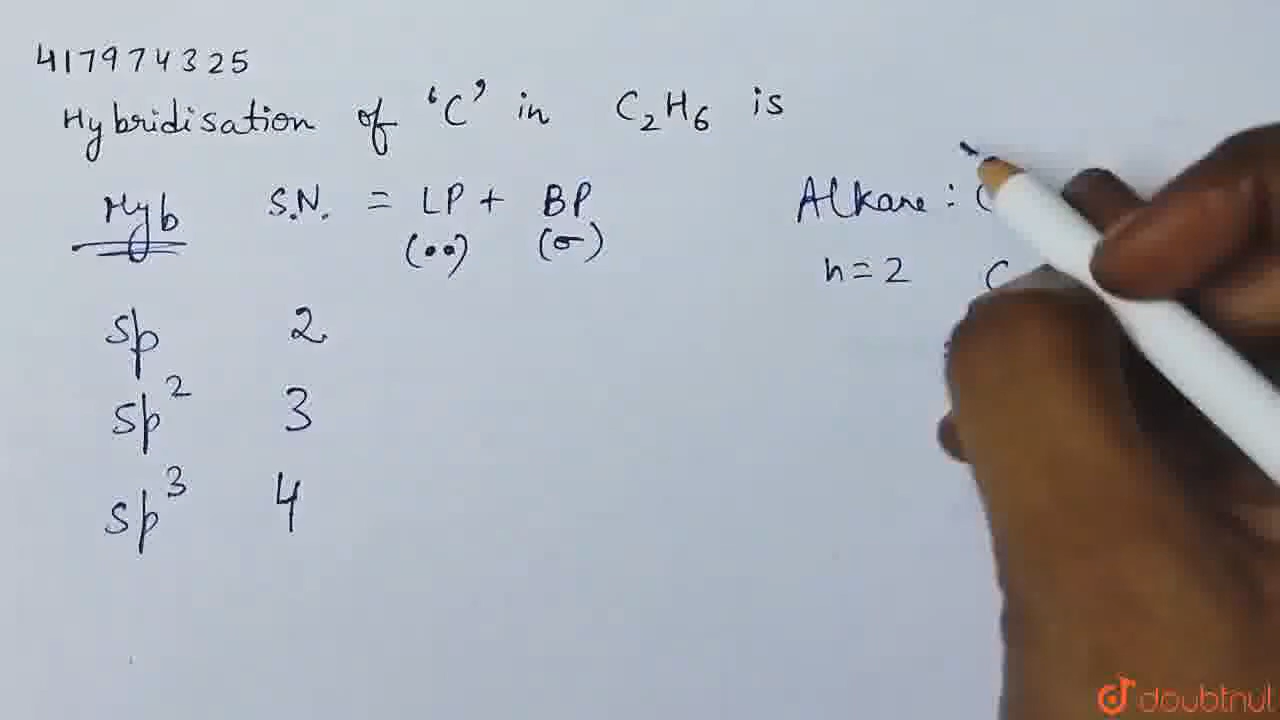 417974325
Hybridisation of 'C' in C₂H₆ is
Hyb S.N. = LP + BP
(••) (σ)
Alkane : C
n = 2 C
sp 2
sp² 3
sp³ 4
doubtnut